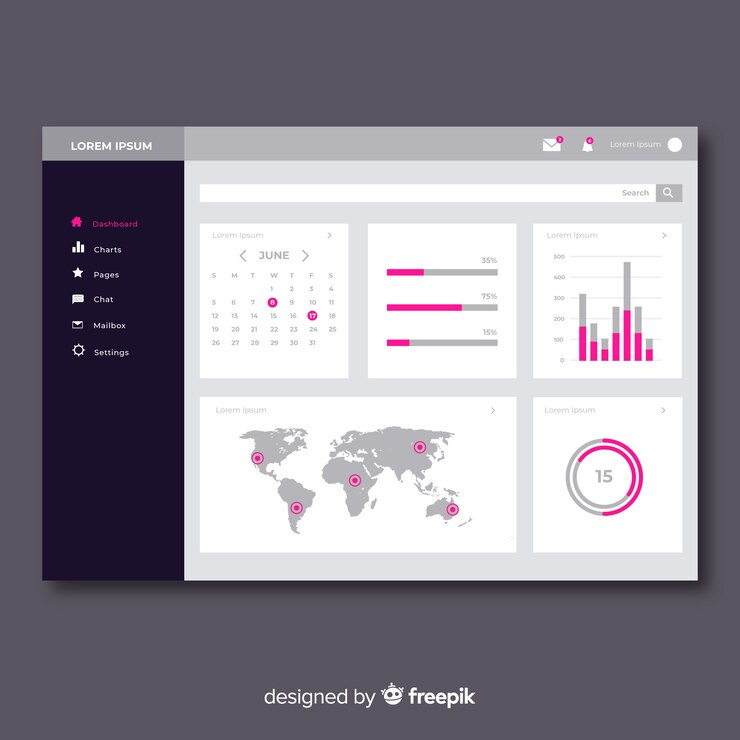 LOREM IPSUM
3
6
Lorem Ipsum
Search
Dashboard
Charts
Pages
Chat
Mailbox
Settings
Lorem Ipsum
JUNE
S M T W T F S
1 2 3 4
5 6 7 8 9 10 11
12 13 14 15 16 17 18
19 20 21 22 23 24 25
26 27 28 29 30 31
35%
75%
15%
Lorem Ipsum
500
400
300
200
100
0
Lorem Ipsum
Lorem Ipsum
15
designed by freepik